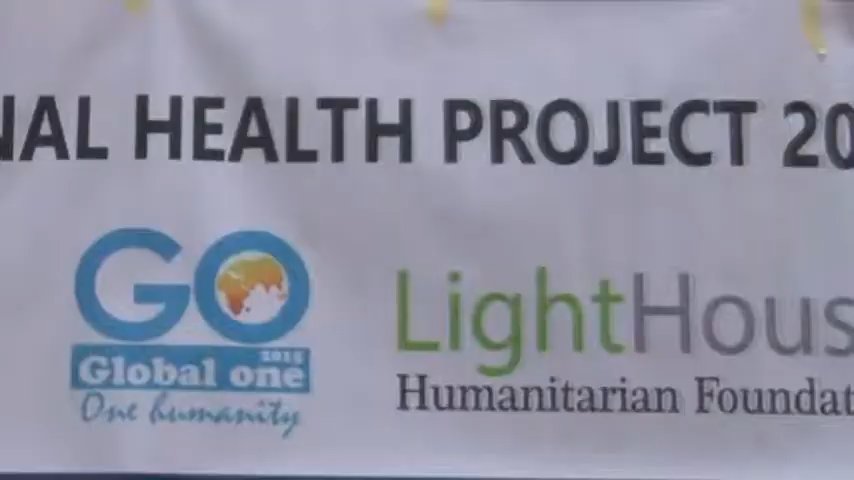 NAL HEALTH PROJECT 20
GO
2015
Global one
One humanity
LightHous
Humanitarian Foundat